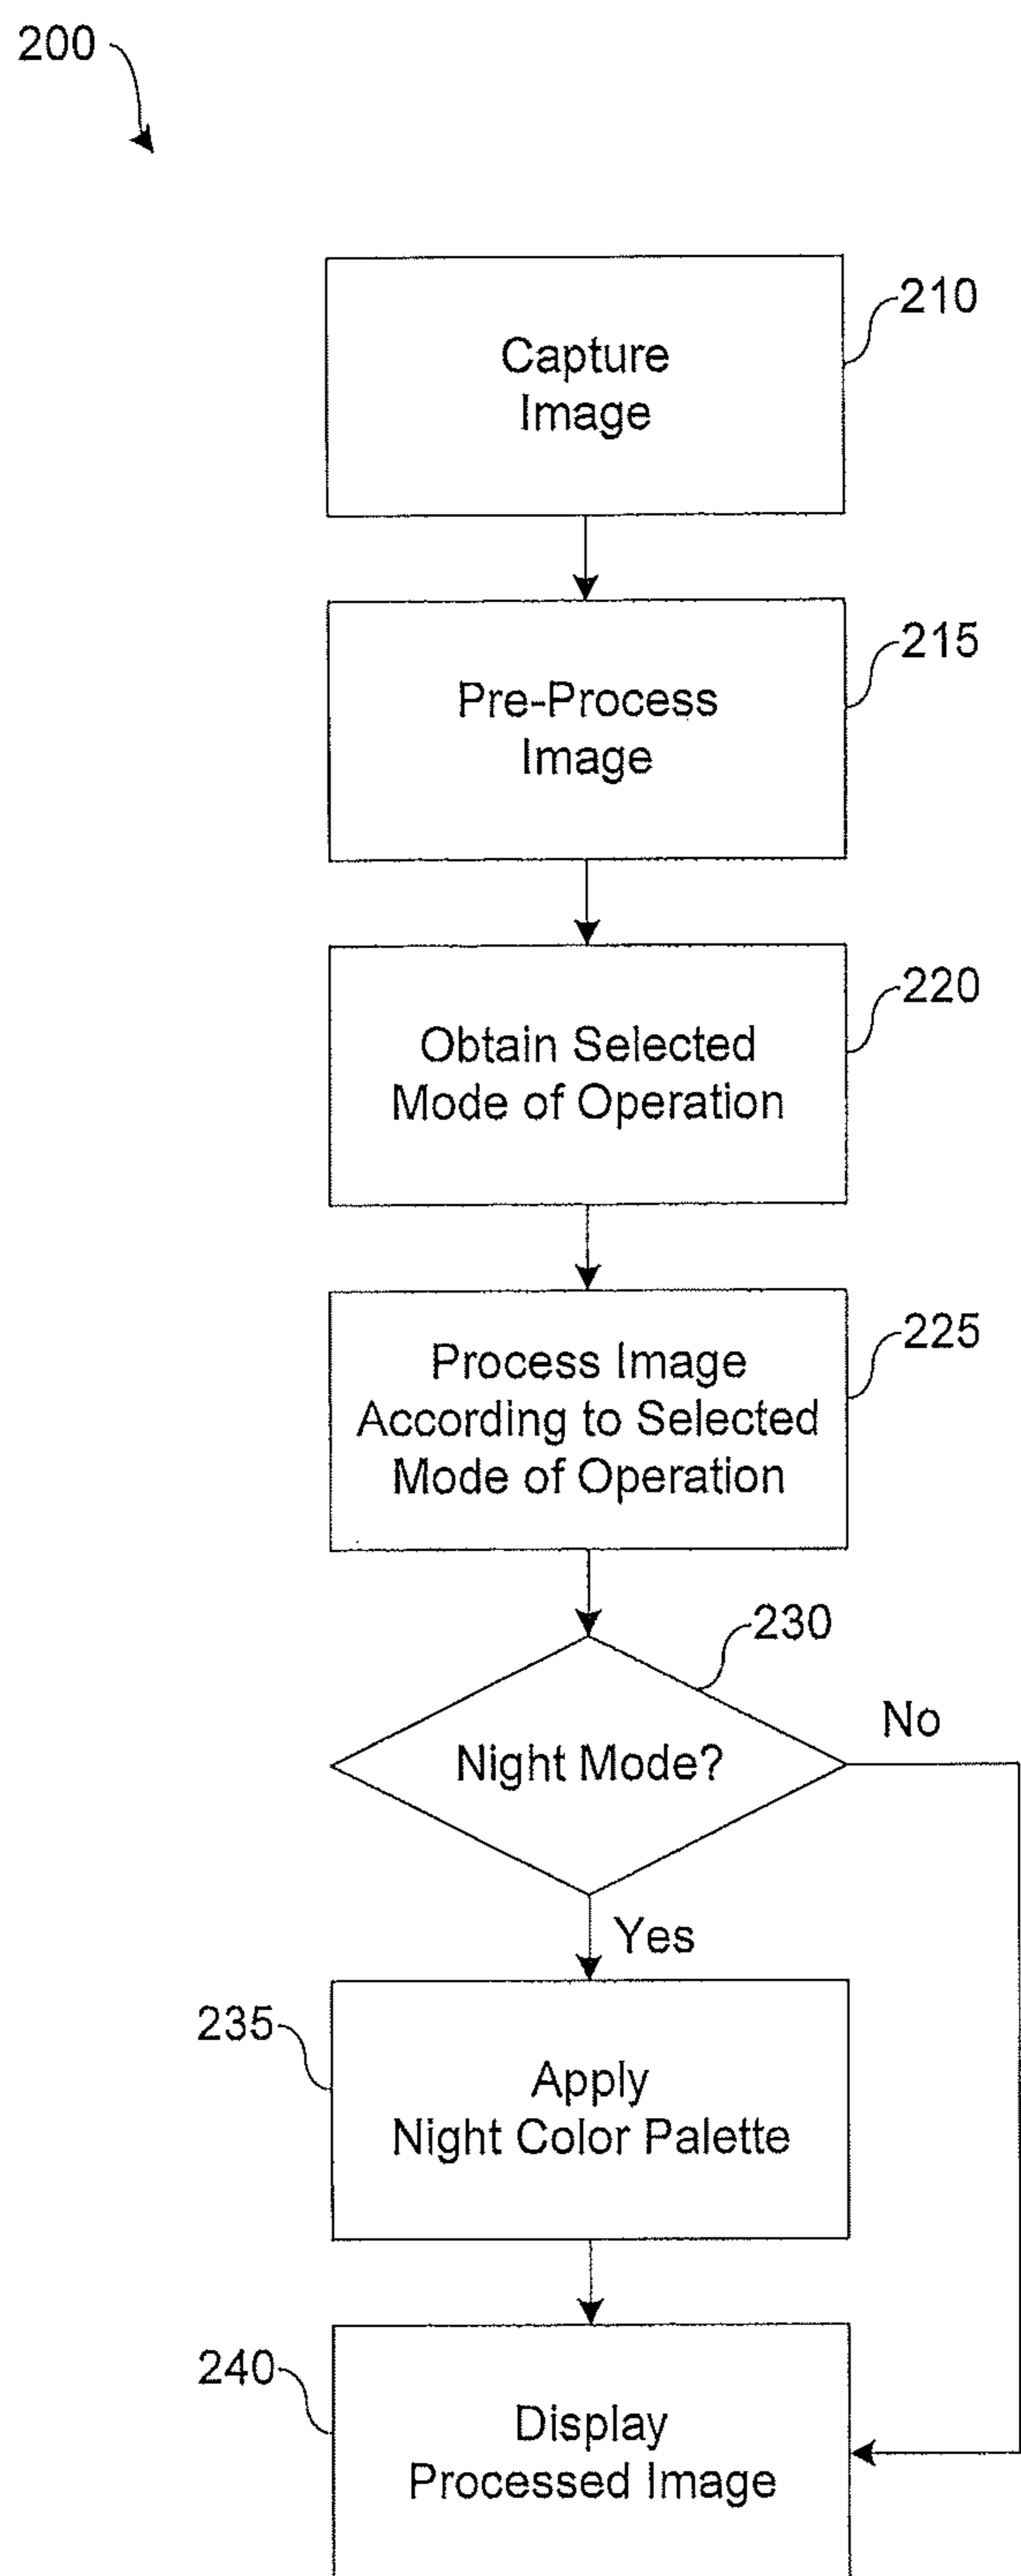 200
210
Capture
Image
215
Pre-Process
Image
220
Obtain Selected
Mode of Operation
225
Process Image
According to Selected
Mode of Operation
230
Night Mode?
No
Yes
235
Apply
Night Color Palette
240
Display
Processed Image